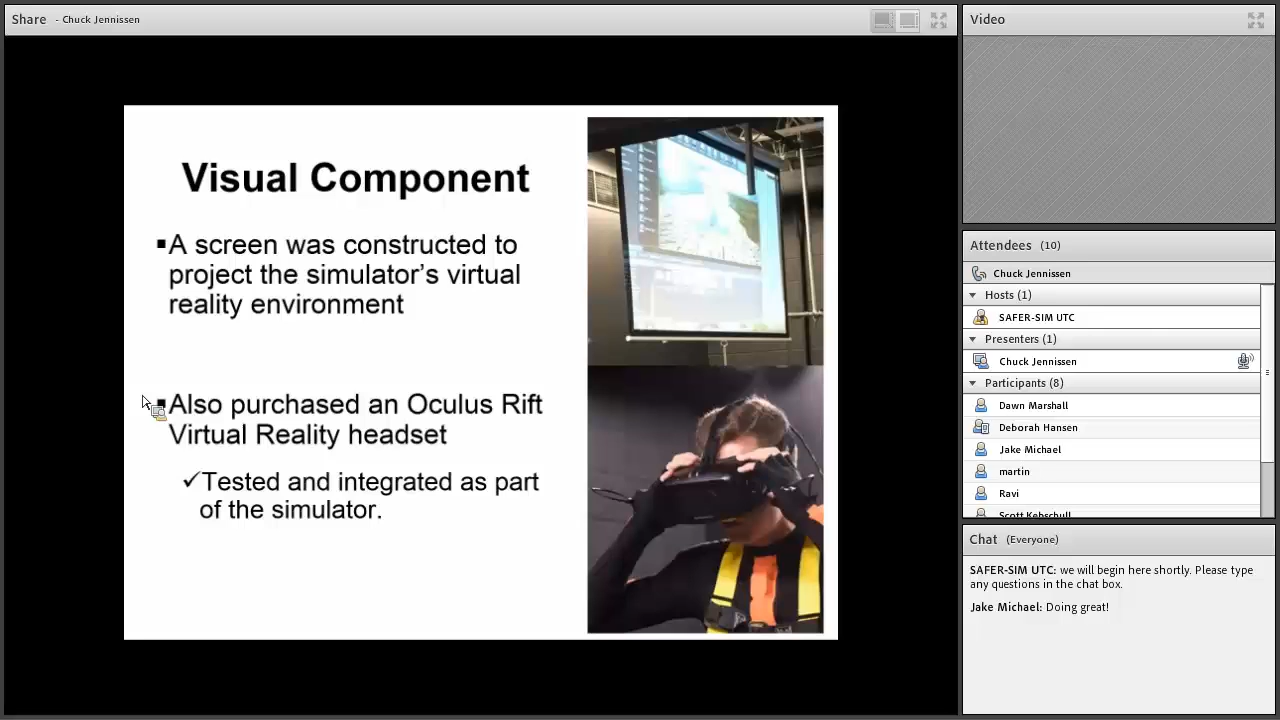 Share - Chuck Jennissen
Visual Component
▪A screen was constructed to
project the simulator’s virtual
reality environment
▪Also purchased an Oculus Rift
Virtual Reality headset
✓Tested and integrated as part
of the simulator.
Video
Attendees (10)
Chuck Jennissen
Hosts (1)
SAFER-SIM UTC
Presenters (1)
Chuck Jennissen
Participants (8)
Dawn Marshall
Deborah Hansen
Jake Michael
martin
Ravi
Scott Kebschull
Chat (Everyone)
SAFER-SIM UTC: we will begin here shortly. Please type
any questions in the chat box.
Jake Michael: Doing great!